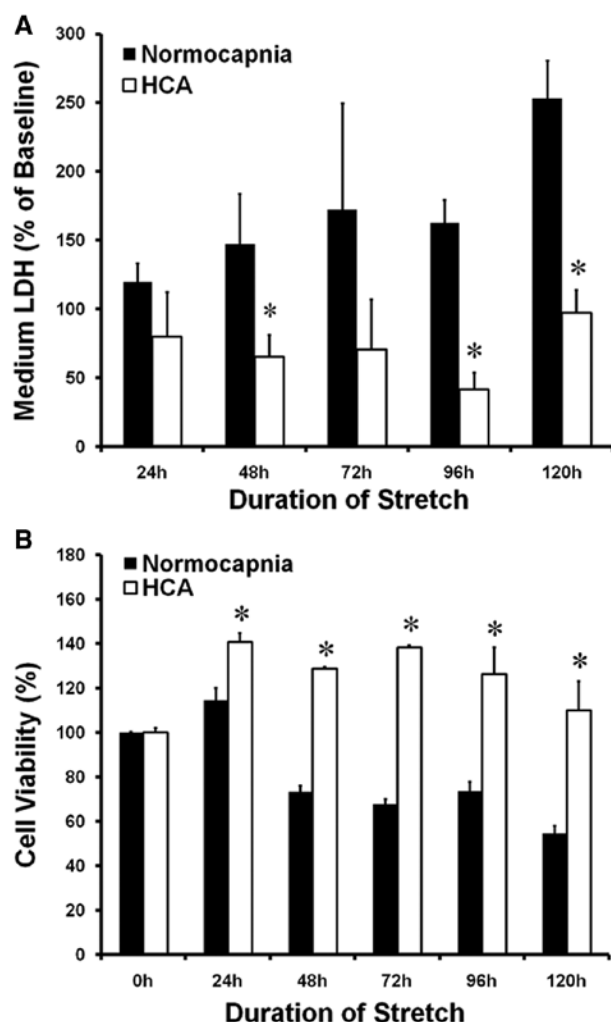 A
300
250
200
150
100
50
0
Medium LDH (% of Baseline)
Normocapnia
HCA
*
*
*
24h 48h 72h 96h 120h
Duration of Stretch
B
180
160
140
120
100
80
60
40
20
0
Cell Viability (%)
Normocapnia
HCA
*
*
*
*
*
0h 24h 48h 72h 96h 120h
Duration of Stretch